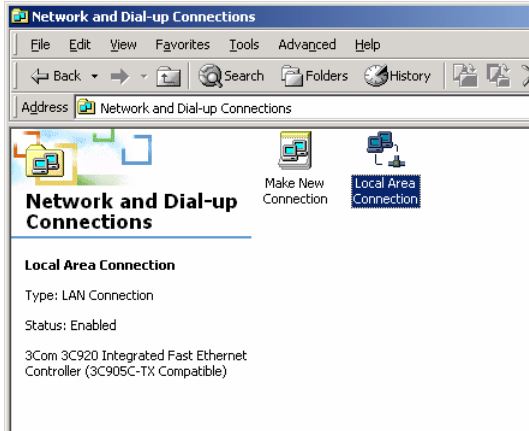 Network and Dial-up Connections
File Edit View Favorites Tools Advanced Help
Back Search Folders History
Address Network and Dial-up Connections
Make New
Connection
Local Area
Connection
Network and Dial-up
Connections
Local Area Connection
Type: LAN Connection
Status: Enabled
3Com 3C920 Integrated Fast Ethernet
Controller (3C905C-TX Compatible)